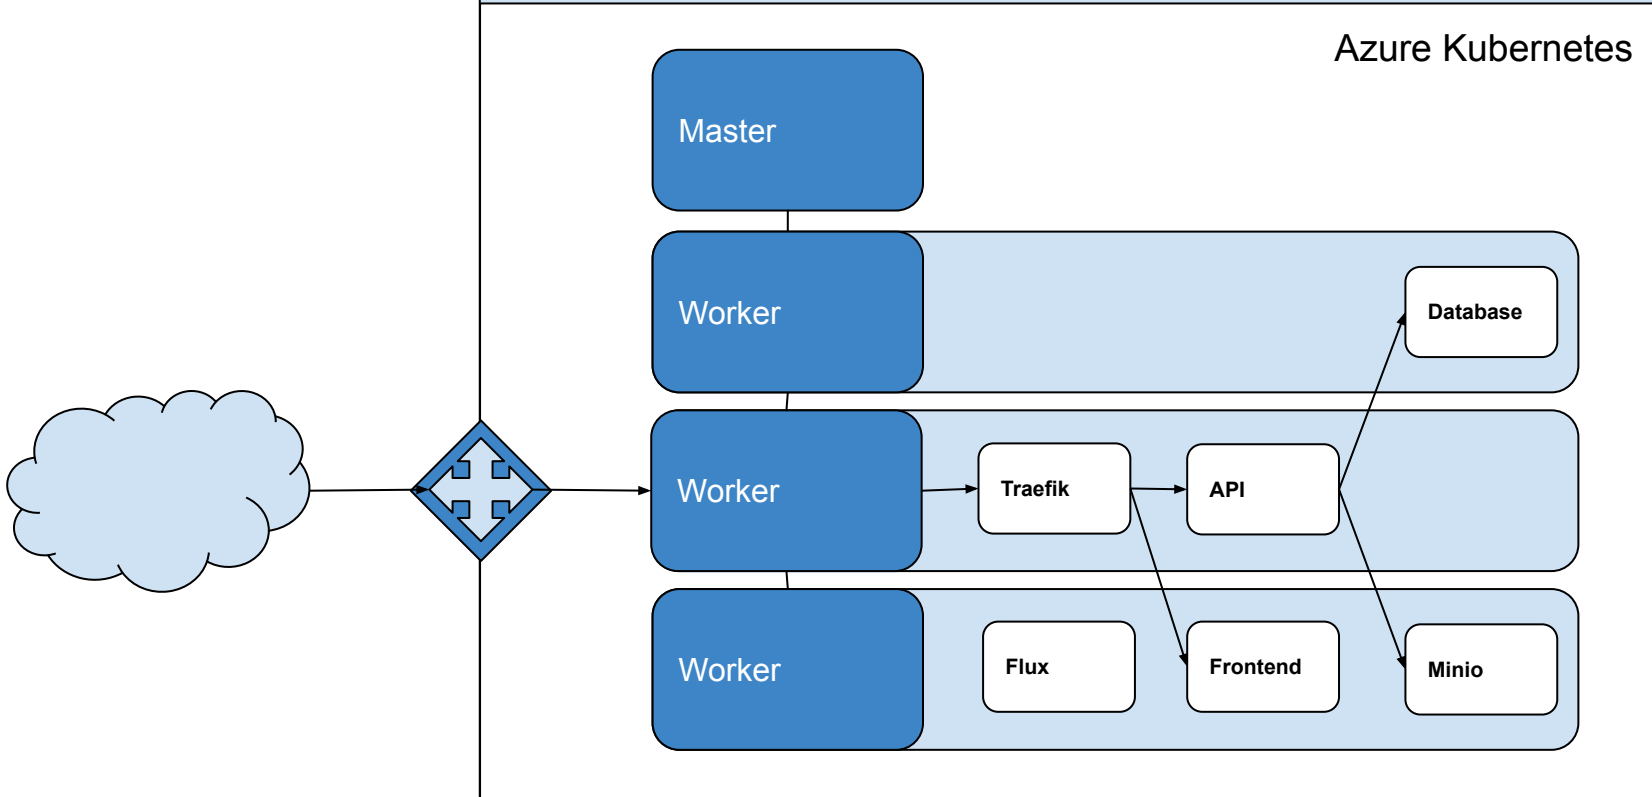 Azure Kubernetes
Master
Worker
Database
Worker
Traefik
API
Worker
Flux
Frontend
Minio